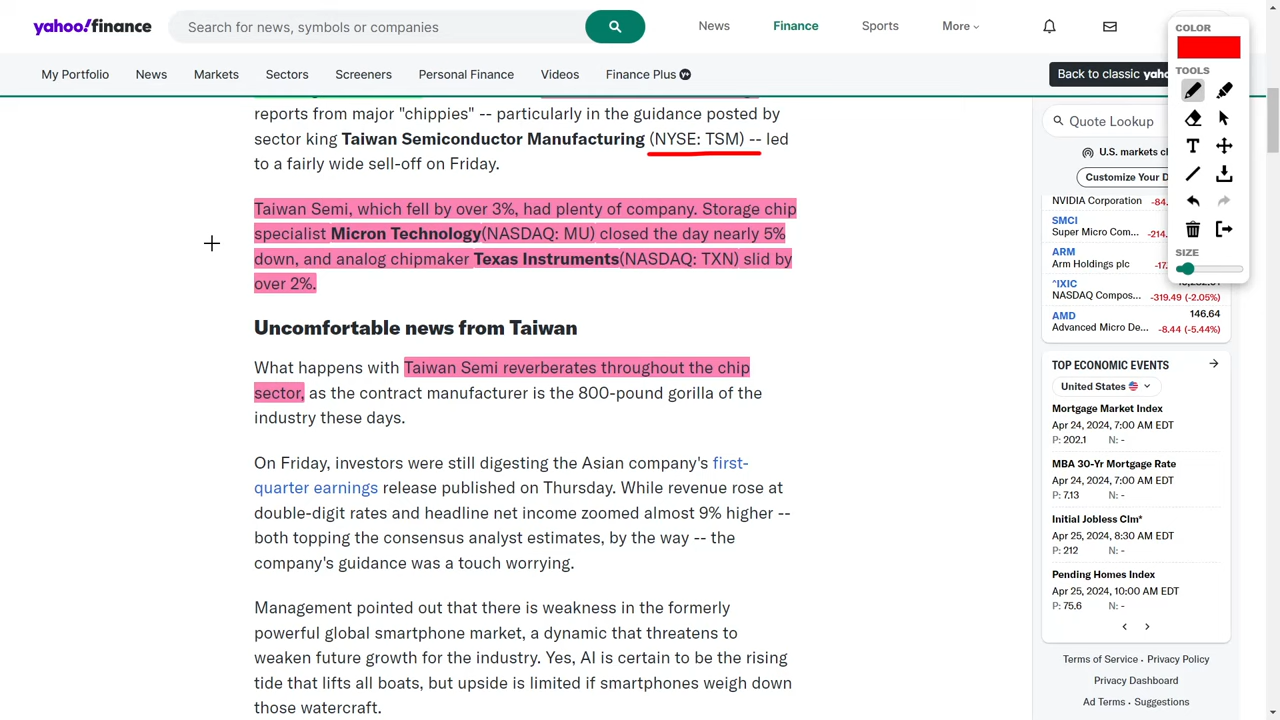 yahoo!finance
Search for news, symbols or companies
News
Finance
Sports
More
My Portfolio
News
Markets
Sectors
Screeners
Personal Finance
Videos
Finance Plus
Back to classic yaho
reports from major "chippies" -- particularly in the guidance posted by
sector king Taiwan Semiconductor Manufacturing (NYSE: TSM) -- led
to a fairly wide sell-off on Friday.
Taiwan Semi, which fell by over 3%, had plenty of company. Storage chip
specialist Micron Technology(NASDAQ: MU) closed the day nearly 5%
down, and analog chipmaker Texas Instruments(NASDAQ: TXN) slid by
over 2%.
Uncomfortable news from Taiwan
What happens with Taiwan Semi reverberates throughout the chip
sector, as the contract manufacturer is the 800-pound gorilla of the
industry these days.
On Friday, investors were still digesting the Asian company's first-
quarter earnings release published on Thursday. While revenue rose at
double-digit rates and headline net income zoomed almost 9% higher --
both topping the consensus analyst estimates, by the way -- the
company's guidance was a touch worrying.
Management pointed out that there is weakness in the formerly
powerful global smartphone market, a dynamic that threatens to
weaken future growth for the industry. Yes, AI is certain to be the rising
tide that lifts all boats, but upside is limited if smartphones weigh down
those watercraft.
Quote Lookup
U.S. markets cl
Customize Your D
NVIDIA Corporation -84.
SMCI
Super Micro Com... -214.
ARM
Arm Holdings plc -17.
^IXIC
NASDAQ Compos... -319.49 (-2.05%)
AMD 146.64
Advanced Micro De... -8.44 (-5.44%)
TOP ECONOMIC EVENTS
United States
Mortgage Market Index
Apr 24, 2024, 7:00 AM EDT
P: 202.1 N: -
MBA 30-Yr Mortgage Rate
Apr 24, 2024, 7:00 AM EDT
P: 7.13 N: -
Initial Jobless Clm*
Apr 25, 2024, 8:30 AM EDT
P: 212 N: -
Pending Homes Index
Apr 25, 2024, 10:00 AM EDT
P: 75.6 N: -
Terms of Service • Privacy Policy
Privacy Dashboard
Ad Terms • Suggestions
COLOR
TOOLS
T
SIZE